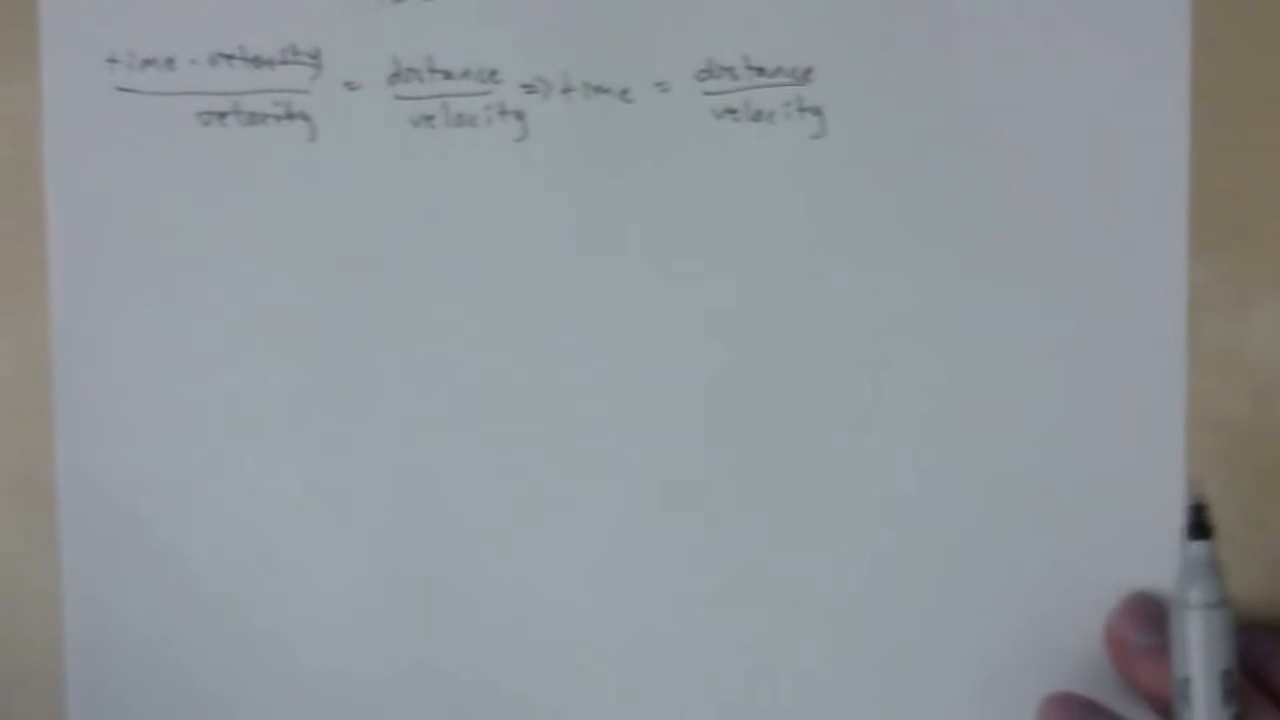 time · velocity / velocity = distance / velocity => time = distance / velocity